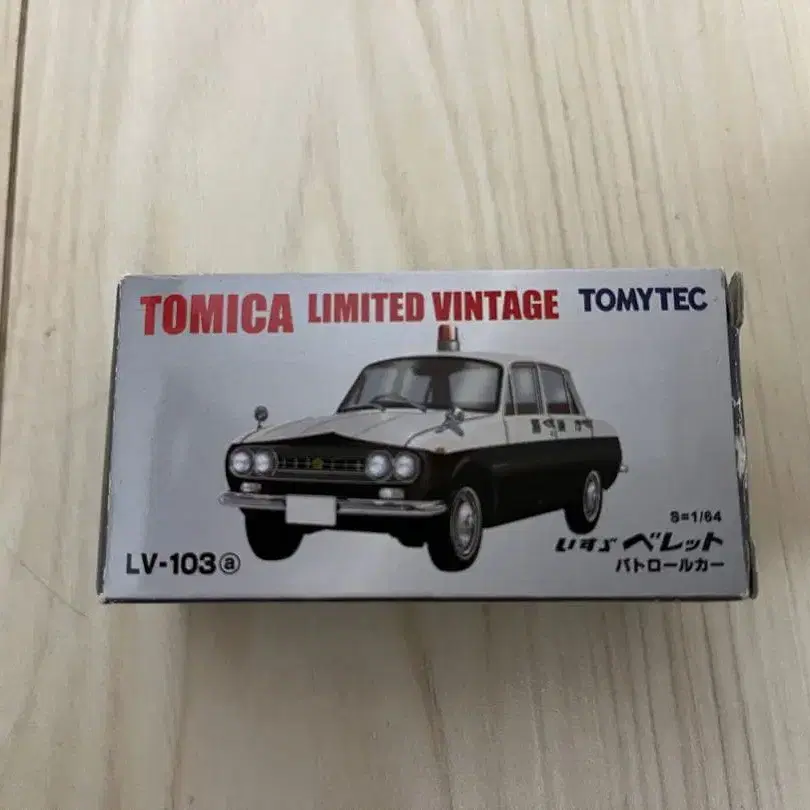 TOMICA LIMITED VINTAGE TOMYTEC
S=1/64
いすゞ ベレット
LV-103ⓐ パトロールカー